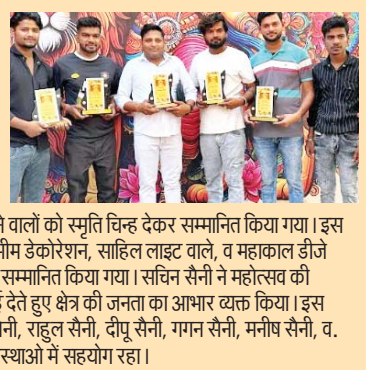 वालों को स्मृति चिन्ह देकर सम्मानित किया गया। इस
डेकोरेशन, साहिल लाइट वाले, व महाकाल डीजे
सम्मानित किया गया। सचिन सैनी ने महोत्सव की
देते हुए क्षेत्र की जनता का आभार व्यक्त किया। इस
राहुल सैनी, दीपू सैनी, गगन सैनी, मनीष सैनी, व.
में सहयोग रहा।